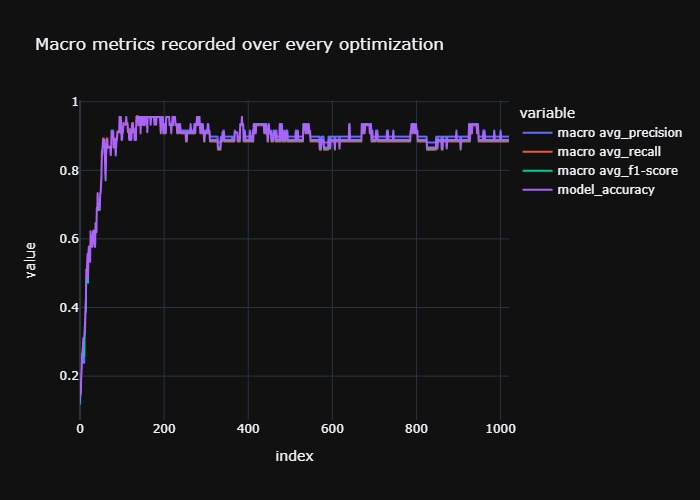 Macro metrics recorded over every optimization
variable
macro avg_precision
macro avg_recall
macro avg_f1-score
model_accuracy
value
1
0.8
0.6
0.4
0.2
0 200 400 600 800 1000
index